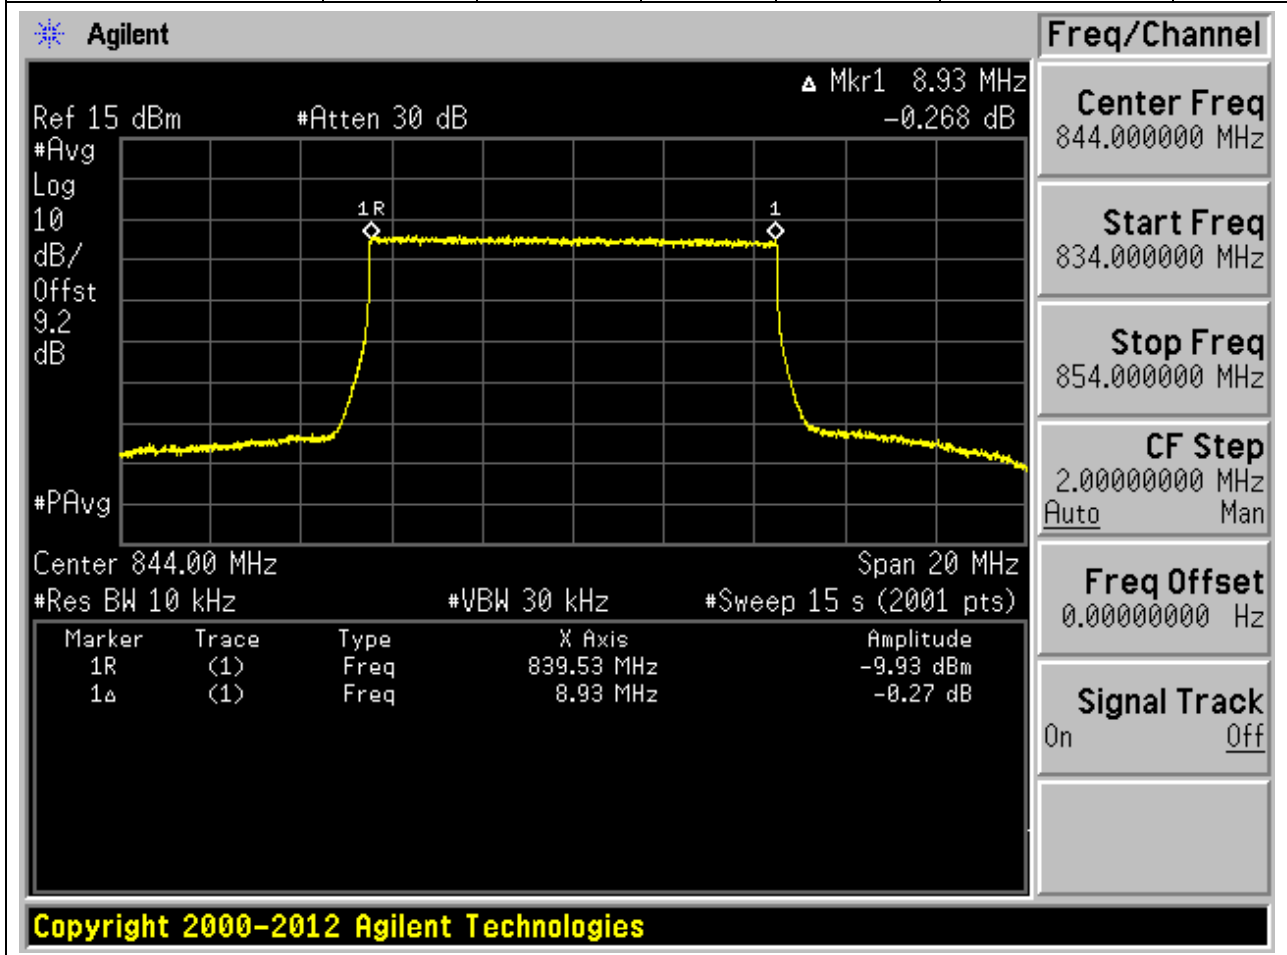 Agilent
Freq/Channel
Δ Mkr1 8.93 MHz
Ref 15 dBm #Atten 30 dB -0.268 dB
#Avg
Log
10
dB/
Offst
9.2
dB
1R 1
#PAvg
Center 844.00 MHz Span 20 MHz
#Res BW 10 kHz #VBW 30 kHz #Sweep 15 s (2001 pts)
Marker Trace Type X Axis Amplitude
1R (1) Freq 839.53 MHz -9.93 dBm
1Δ (1) Freq 8.93 MHz -0.27 dB
Center Freq
844.000000 MHz
Start Freq
834.000000 MHz
Stop Freq
854.000000 MHz
CF Step
2.00000000 MHz
Auto Man
Freq Offset
0.00000000 Hz
Signal Track
On Off
Copyright 2000-2012 Agilent Technologies